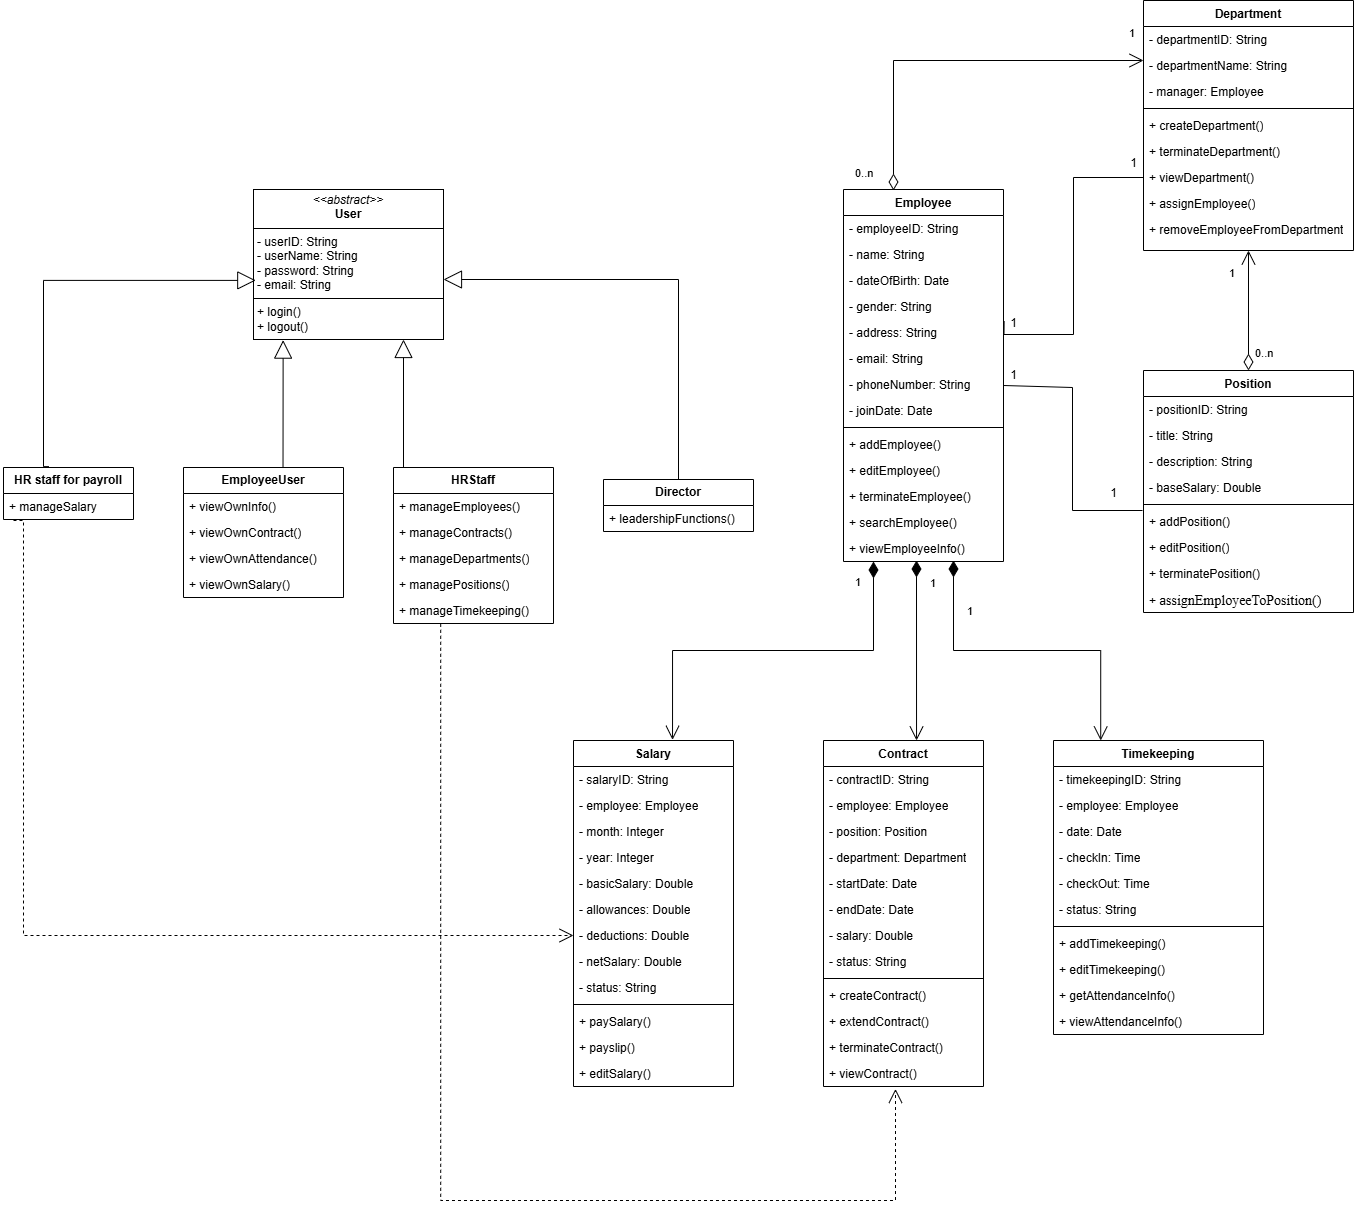 Department
- departmentID: String
- departmentName: String
- manager: Employee
+ createDepartment()
+ terminateDepartment()
+ viewDepartment()
+ assignEmployee()
+ removeEmployeeFromDepartment
1
1
1
0..n
<<abstract>>
User
- userID: String
- userName: String
- password: String
- email: String
+ login()
+ logout()
Employee
- employeeID: String
- name: String
- dateOfBirth: Date
- gender: String
- address: String
- email: String
- phoneNumber: String
- joinDate: Date
+ addEmployee()
+ editEmployee()
+ terminateEmployee()
+ searchEmployee()
+ viewEmployeeInfo()
1
1
1
0..n
Position
- positionID: String
- title: String
- description: String
- baseSalary: Double
+ addPosition()
+ editPosition()
+ terminatePosition()
+ assignEmployeeToPosition()
HR staff for payroll
+ manageSalary
EmployeeUser
+ viewOwnInfo()
+ viewOwnContract()
+ viewOwnAttendance()
+ viewOwnSalary()
HRStaff
+ manageEmployees()
+ manageContracts()
+ manageDepartments()
+ managePositions()
+ manageTimekeeping()
Director
+ leadershipFunctions()
1
1
1
Salary
- salaryID: String
- employee: Employee
- month: Integer
- year: Integer
- basicSalary: Double
- allowances: Double
- deductions: Double
- netSalary: Double
- status: String
+ paySalary()
+ payslip()
+ editSalary()
Contract
- contractID: String
- employee: Employee
- position: Position
- department: Department
- startDate: Date
- endDate: Date
- salary: Double
- status: String
+ createContract()
+ extendContract()
+ terminateContract()
+ viewContract()
Timekeeping
- timekeepingID: String
- employee: Employee
- date: Date
- checkIn: Time
- checkOut: Time
- status: String
+ addTimekeeping()
+ editTimekeeping()
+ getAttendanceInfo()
+ viewAttendanceInfo()